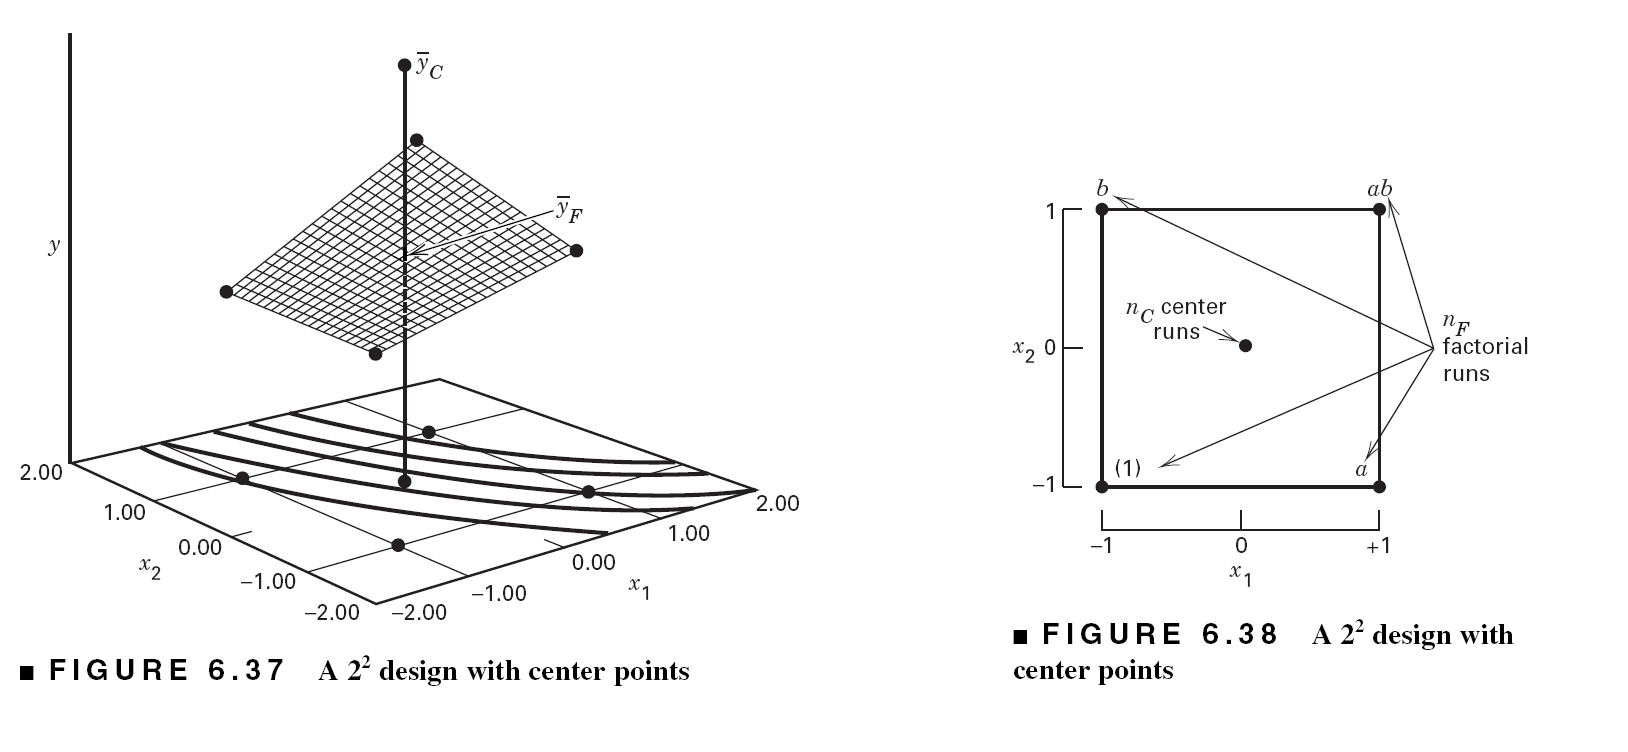 ȳC
ȳF
y
2.00
1.00
0.00
−1.00
−2.00
x2
−2.00
−1.00
0.00
1.00
2.00
x1
■ FIGURE 6.37 A 2² design with center points
b
ab
1
nC center
runs
x2 0
nF
factorial
runs
(1)
a
−1
−1 0 +1
x1
■ FIGURE 6.38 A 2² design with
center points